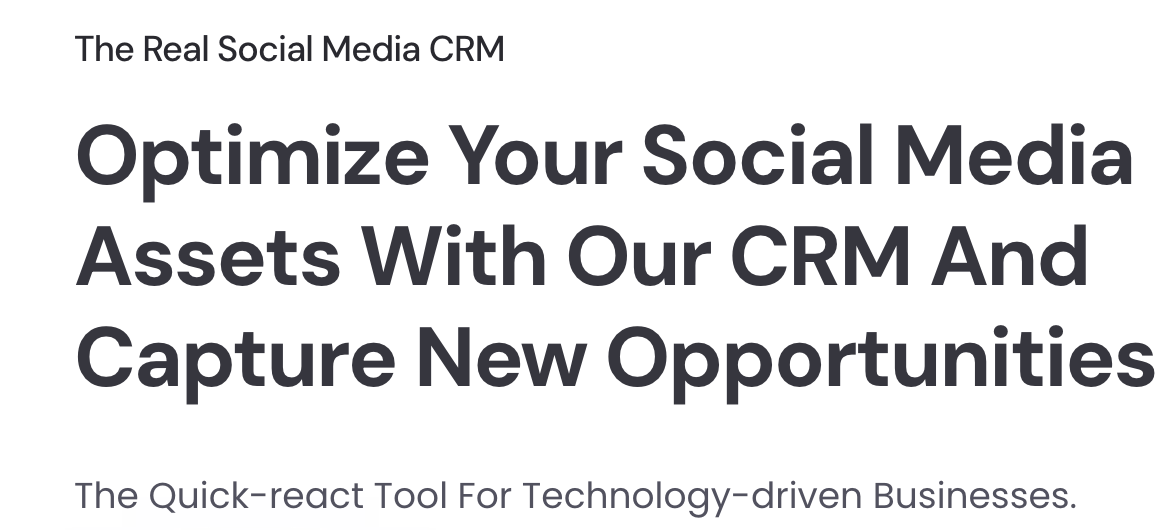 The Real Social Media CRM
Optimize Your Social Media
Assets With Our CRM And
Capture New Opportunities
The Quick-react Tool For Technology-driven Businesses.